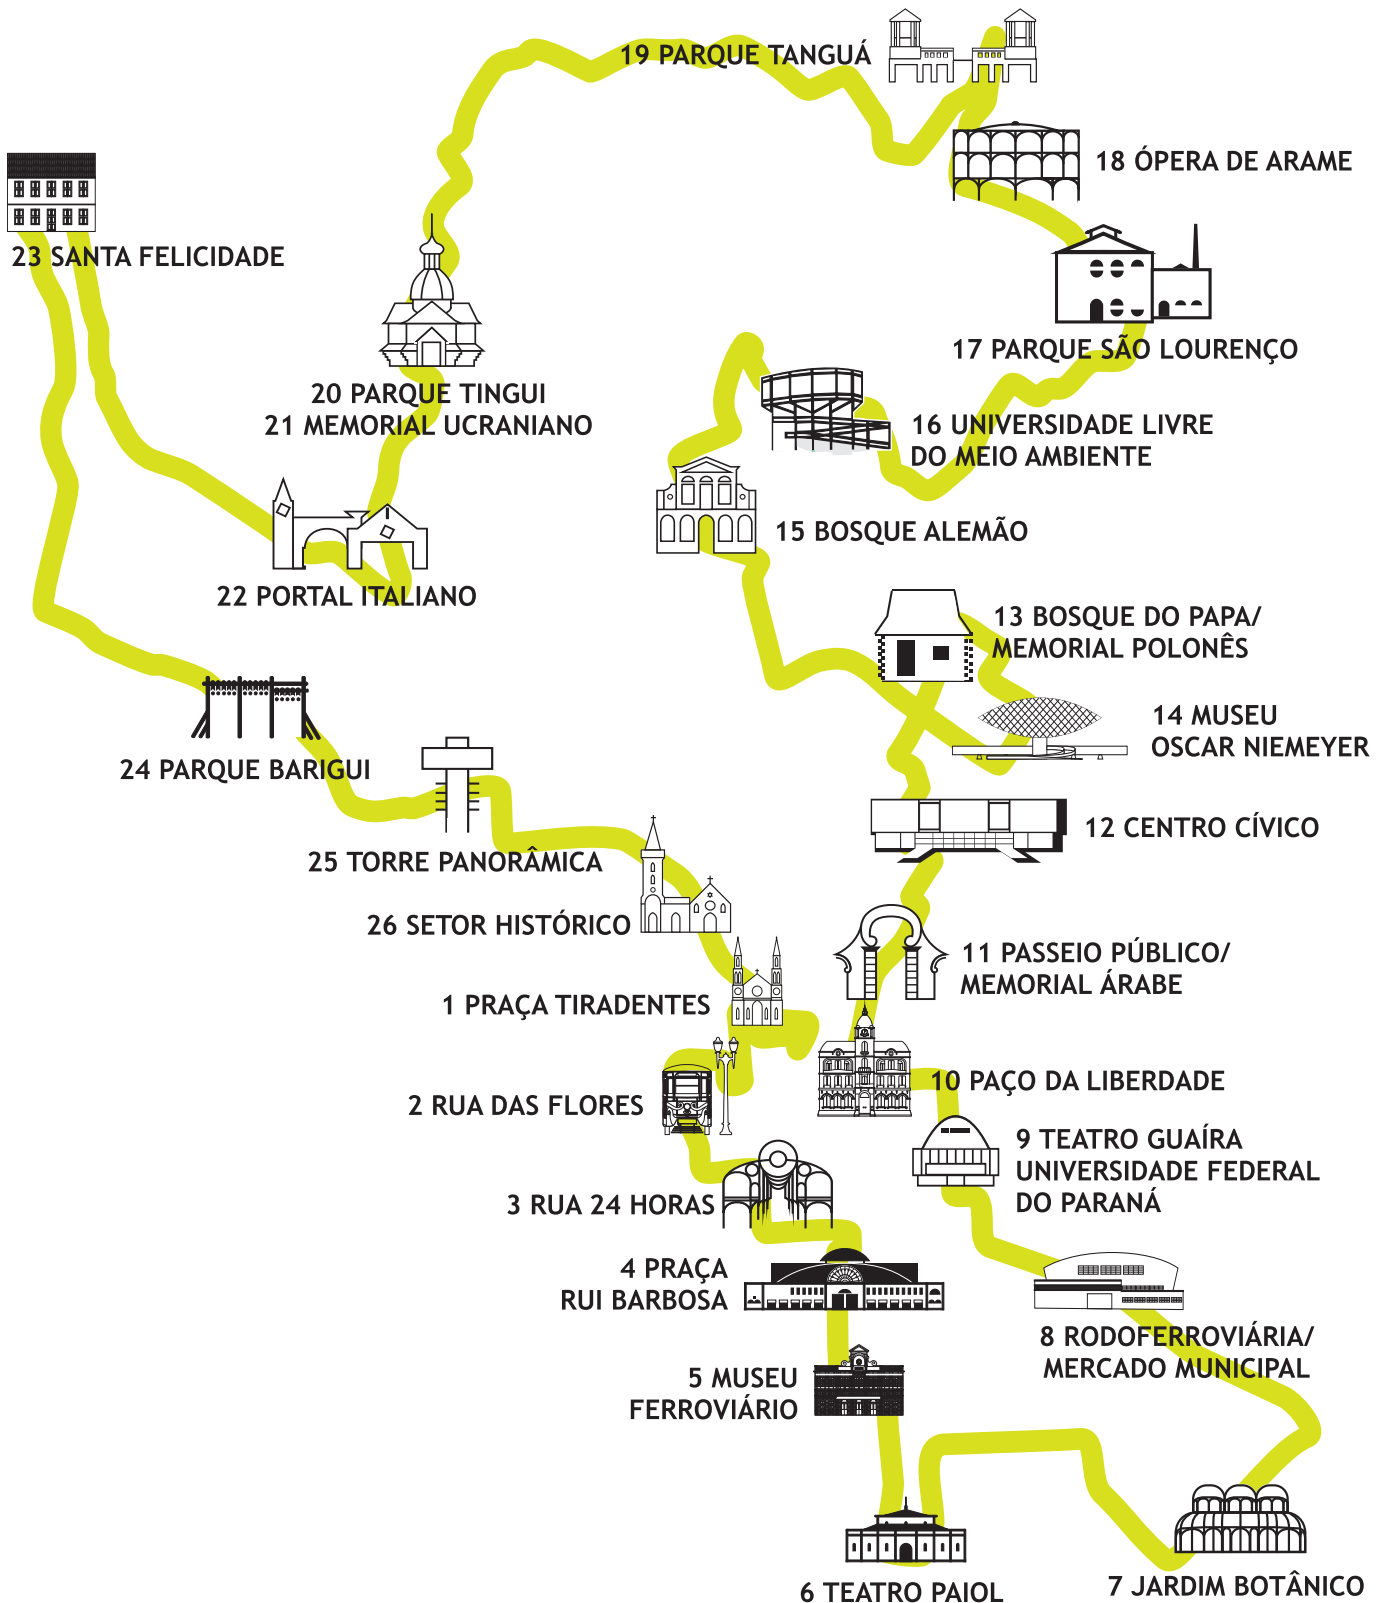 19 PARQUE TANGUÁ
18 ÓPERA DE ARAME
23 SANTA FELICIDADE
17 PARQUE SÃO LOURENÇO
20 PARQUE TINGUI
21 MEMORIAL UCRANIANO
16 UNIVERSIDADE LIVRE
DO MEIO AMBIENTE
15 BOSQUE ALEMÃO
22 PORTAL ITALIANO
13 BOSQUE DO PAPA/
MEMORIAL POLONÊS
14 MUSEU
OSCAR NIEMEYER
24 PARQUE BARIGUI
12 CENTRO CÍVICO
25 TORRE PANORÂMICA
26 SETOR HISTÓRICO
11 PASSEIO PÚBLICO/
MEMORIAL ÁRABE
1 PRAÇA TIRADENTES
10 PAÇO DA LIBERDADE
2 RUA DAS FLORES
9 TEATRO GUAÍRA
UNIVERSIDADE FEDERAL
DO PARANÁ
3 RUA 24 HORAS
4 PRAÇA
RUI BARBOSA
8 RODOFERROVIÁRIA/
MERCADO MUNICIPAL
5 MUSEU
FERROVIÁRIO
7 JARDIM BOTÂNICO
6 TEATRO PAIOL